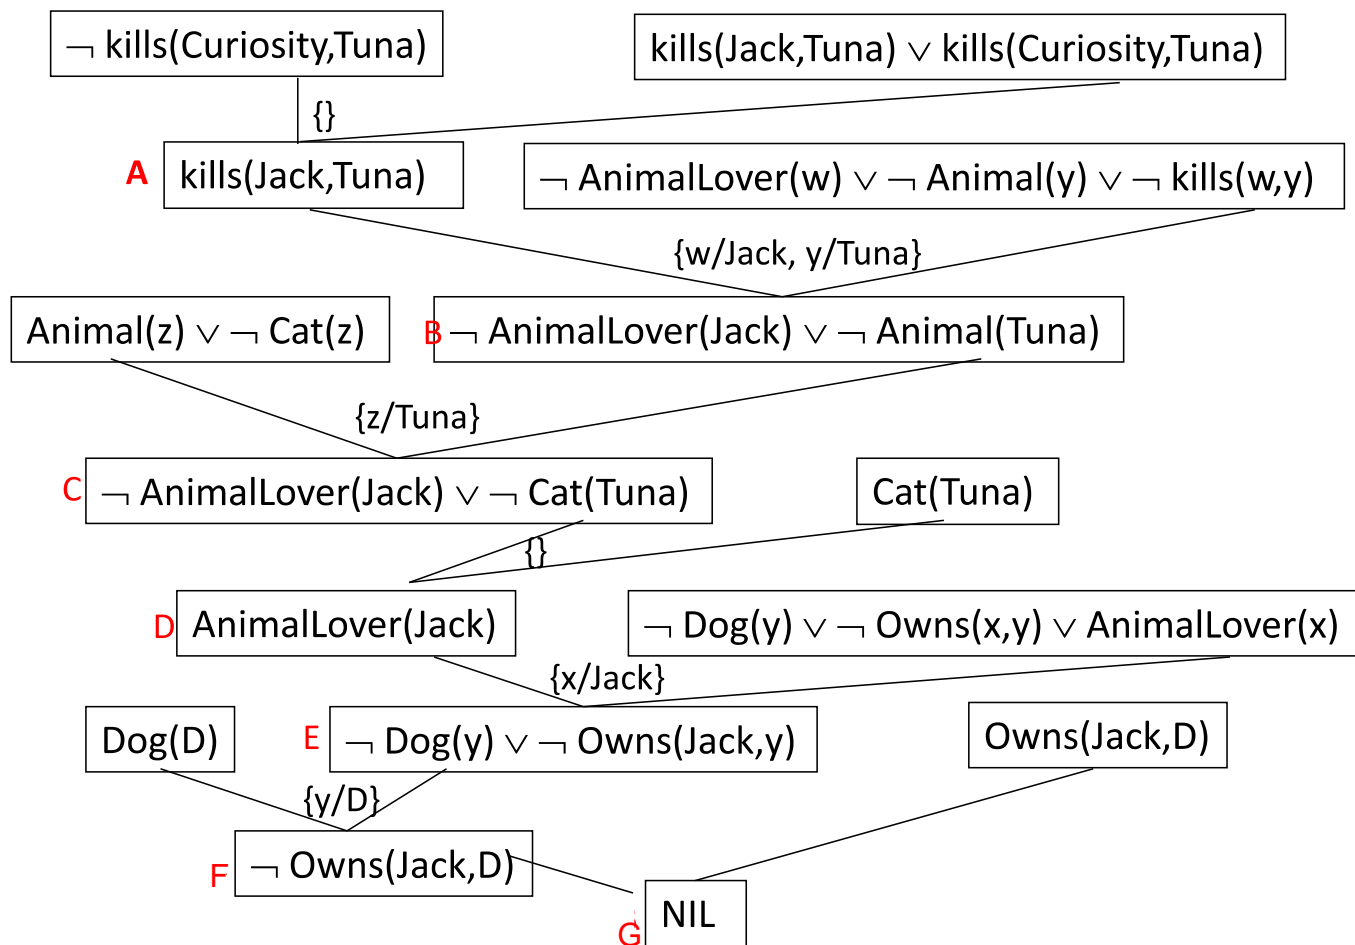 ¬ kills(Curiosity,Tuna)
kills(Jack,Tuna) ∨ kills(Curiosity,Tuna)
{}
A
kills(Jack,Tuna)
¬ AnimalLover(w) ∨ ¬ Animal(y) ∨ ¬ kills(w,y)
{w/Jack, y/Tuna}
Animal(z) ∨ ¬ Cat(z)
B
¬ AnimalLover(Jack) ∨ ¬ Animal(Tuna)
{z/Tuna}
C
¬ AnimalLover(Jack) ∨ ¬ Cat(Tuna)
Cat(Tuna)
{}
D
AnimalLover(Jack)
¬ Dog(y) ∨ ¬ Owns(x,y) ∨ AnimalLover(x)
{x/Jack}
Dog(D)
E
¬ Dog(y) ∨ ¬ Owns(Jack,y)
Owns(Jack,D)
{y/D}
F
¬ Owns(Jack,D)
G
NIL